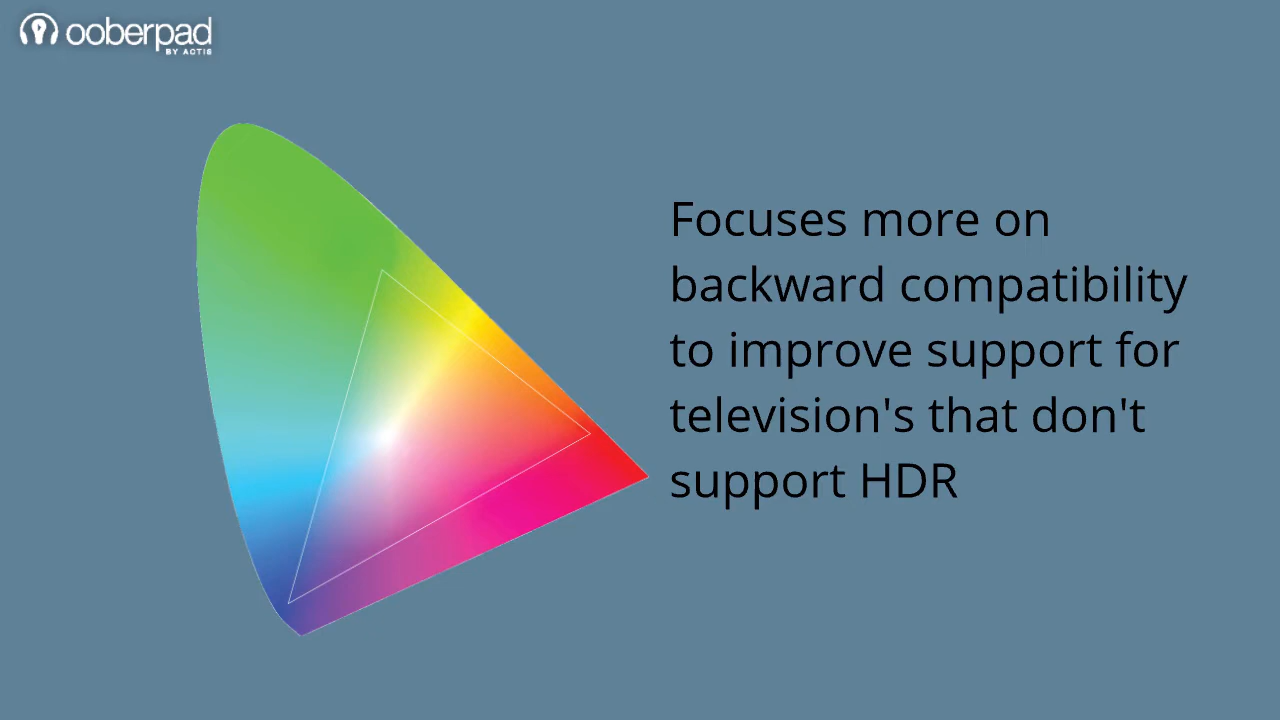 ooberpad
BY ACTIS
Focuses more on
backward compatibility
to improve support for
television's that don't
support HDR